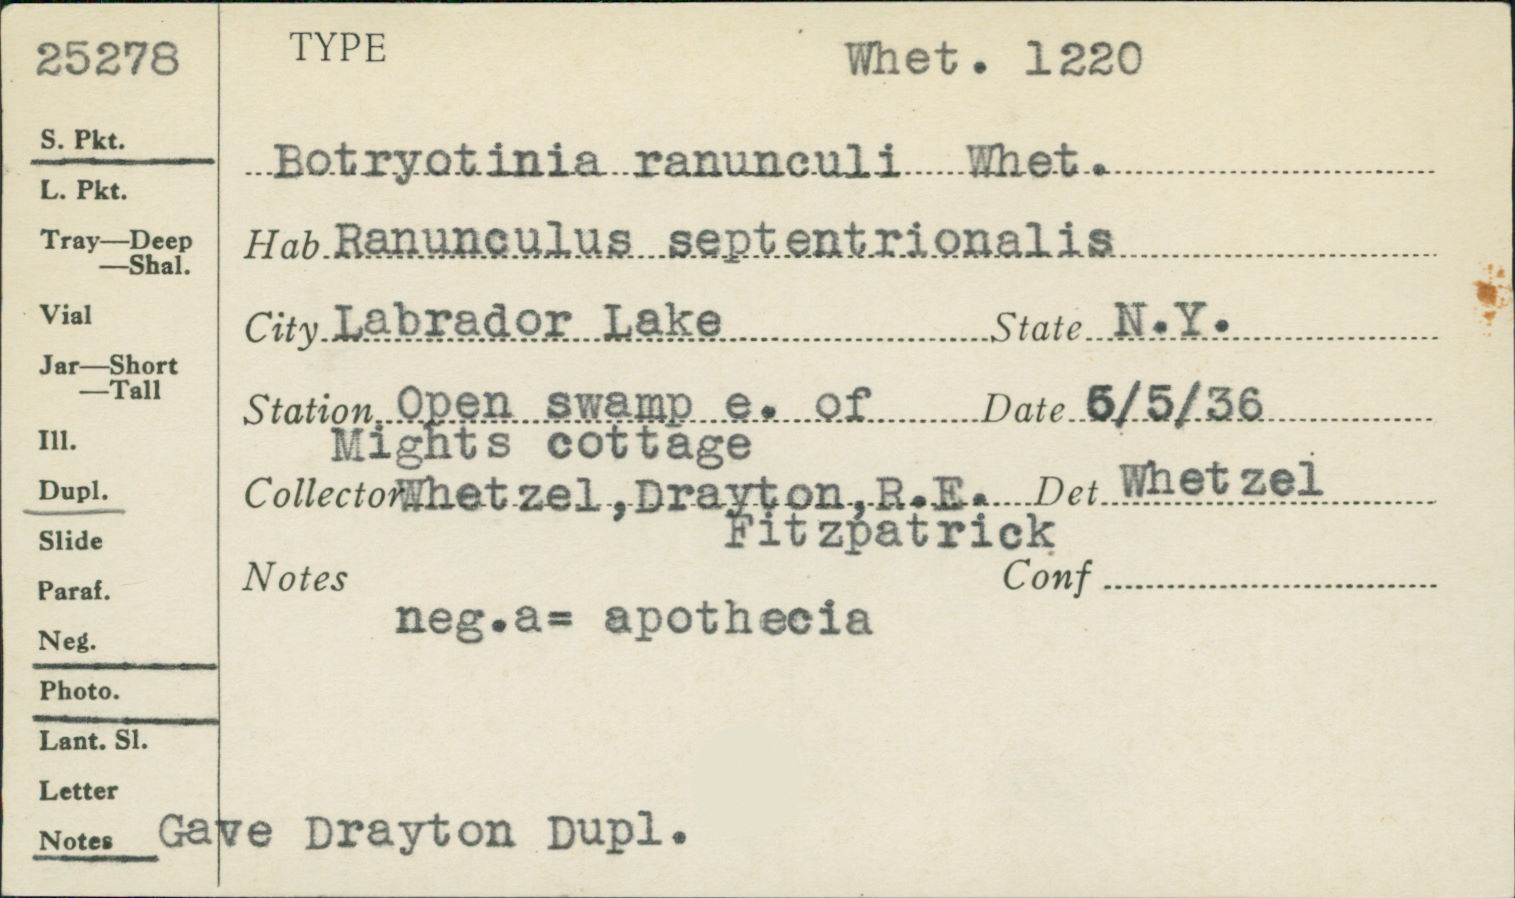 25278 TYPE Whet. 1220
S. Pkt.
Botryotinia ranunculi Whet.
L. Pkt.
Tray—Deep
—Shal.
Hab Ranunculus septentrionalis
Vial
City Labrador Lake State N.Y.
Jar—Short
—Tall
Station Open swamp e. of Date 5/5/36
Mights cottage
Ill.
Dupl.
Collector Whetzel,Drayton,R.E. Det Whetzel
Fitzpatrick
Slide
Notes Conf
Paraf.
neg.a= apothecia
Neg.
Photo.
Lant. Sl.
Letter
Notes Gave Drayton Dupl.